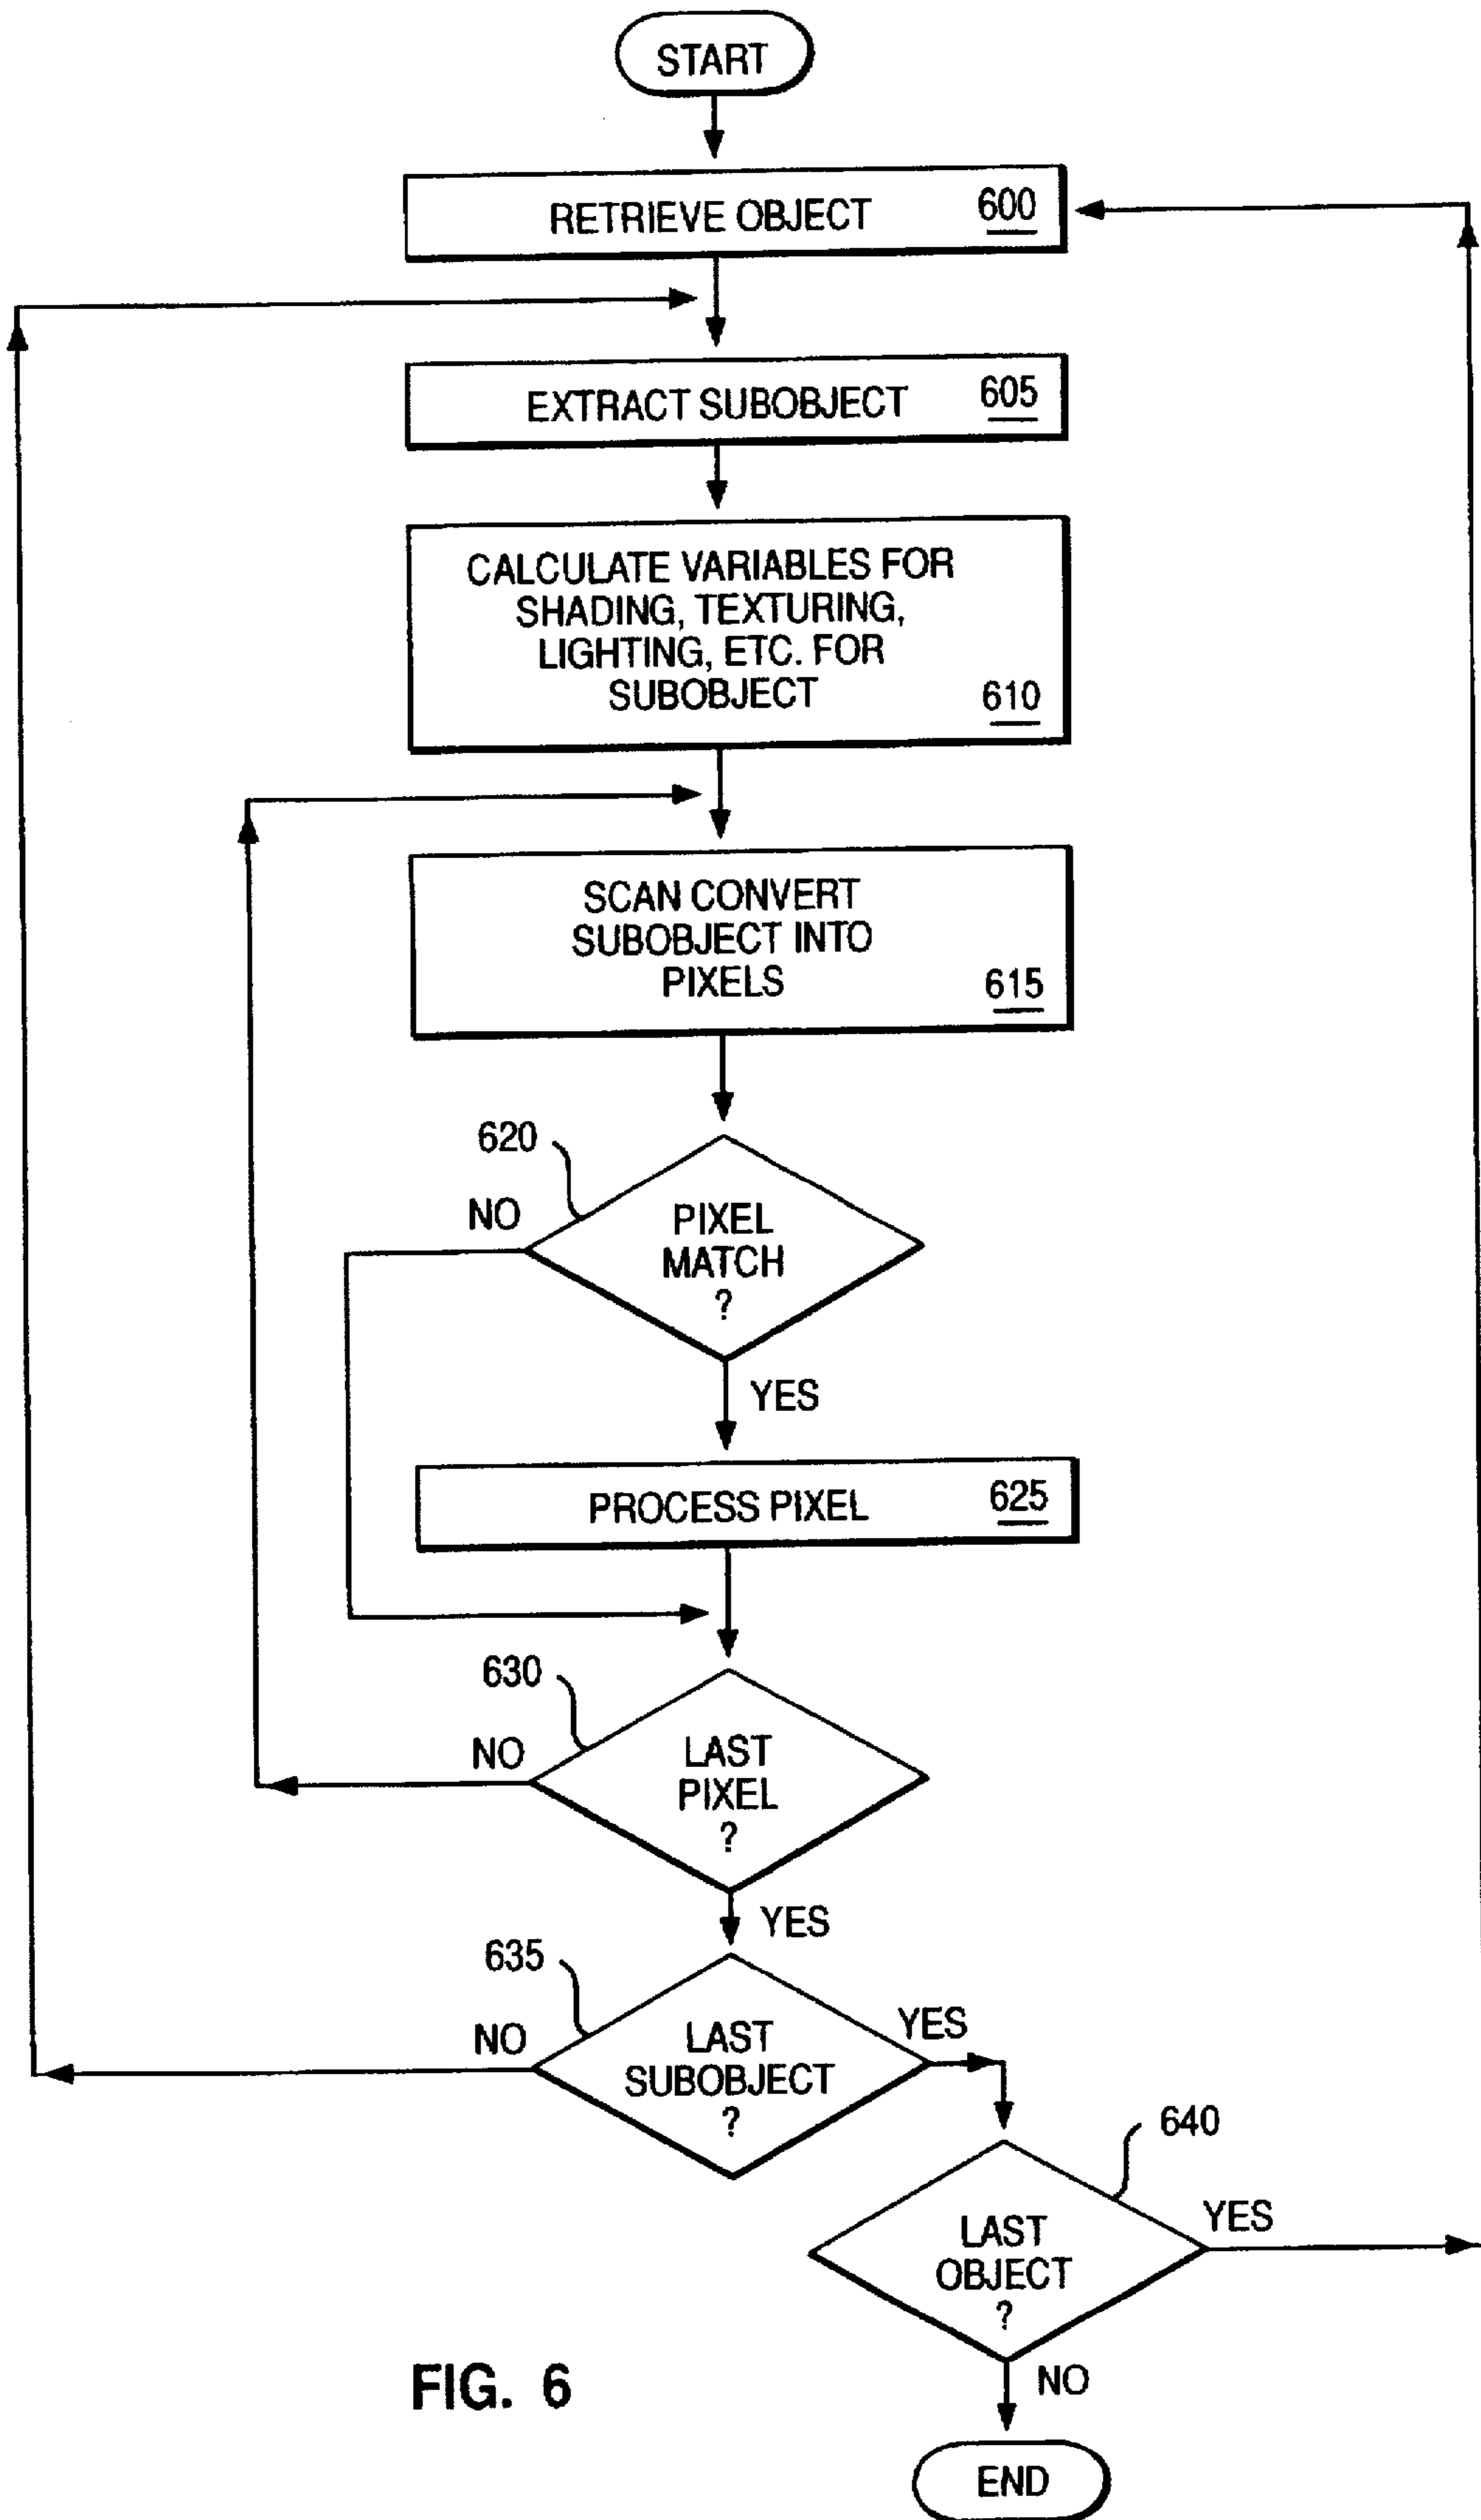 START
RETRIEVE OBJECT 600
EXTRACT SUBOBJECT 605
CALCULATE VARIABLES FOR
SHADING, TEXTURING,
LIGHTING, ETC. FOR
SUBOBJECT 610
SCAN CONVERT
SUBOBJECT INTO
PIXELS 615
620
NO
PIXEL
MATCH
?
YES
PROCESS PIXEL 625
630
NO
LAST
PIXEL
?
YES
635
NO
LAST
SUBOBJECT
?
YES
640
LAST
OBJECT
?
YES
NO
FIG. 6
END